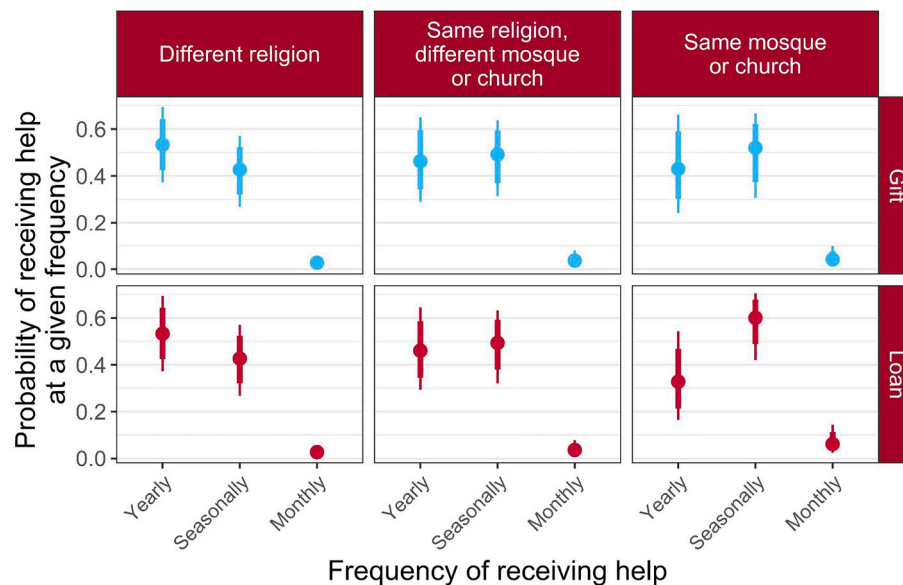 Different religion
Same religion,
different mosque
or church
Same mosque
or church
Probability of receiving help
at a given frequency
0.6
0.4
0.2
0.0
Gift
0.6
0.4
0.2
0.0
Loan
Yearly
Seasonally
Monthly
Yearly
Seasonally
Monthly
Yearly
Seasonally
Monthly
Frequency of receiving help